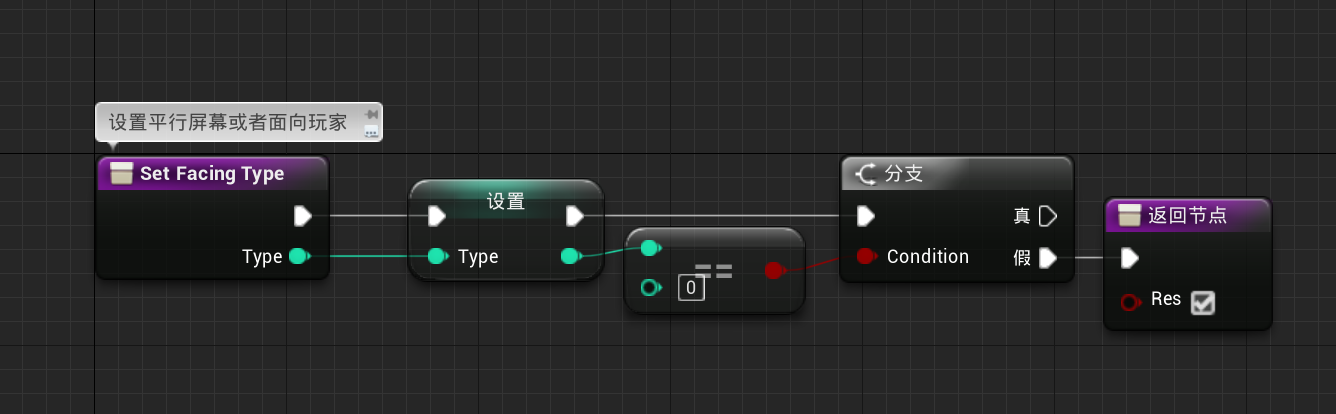 设置平行屏幕或者面向玩家
Set Facing Type
Type
设置
Type
==
0
分支
Condition
真
假
返回节点
Res